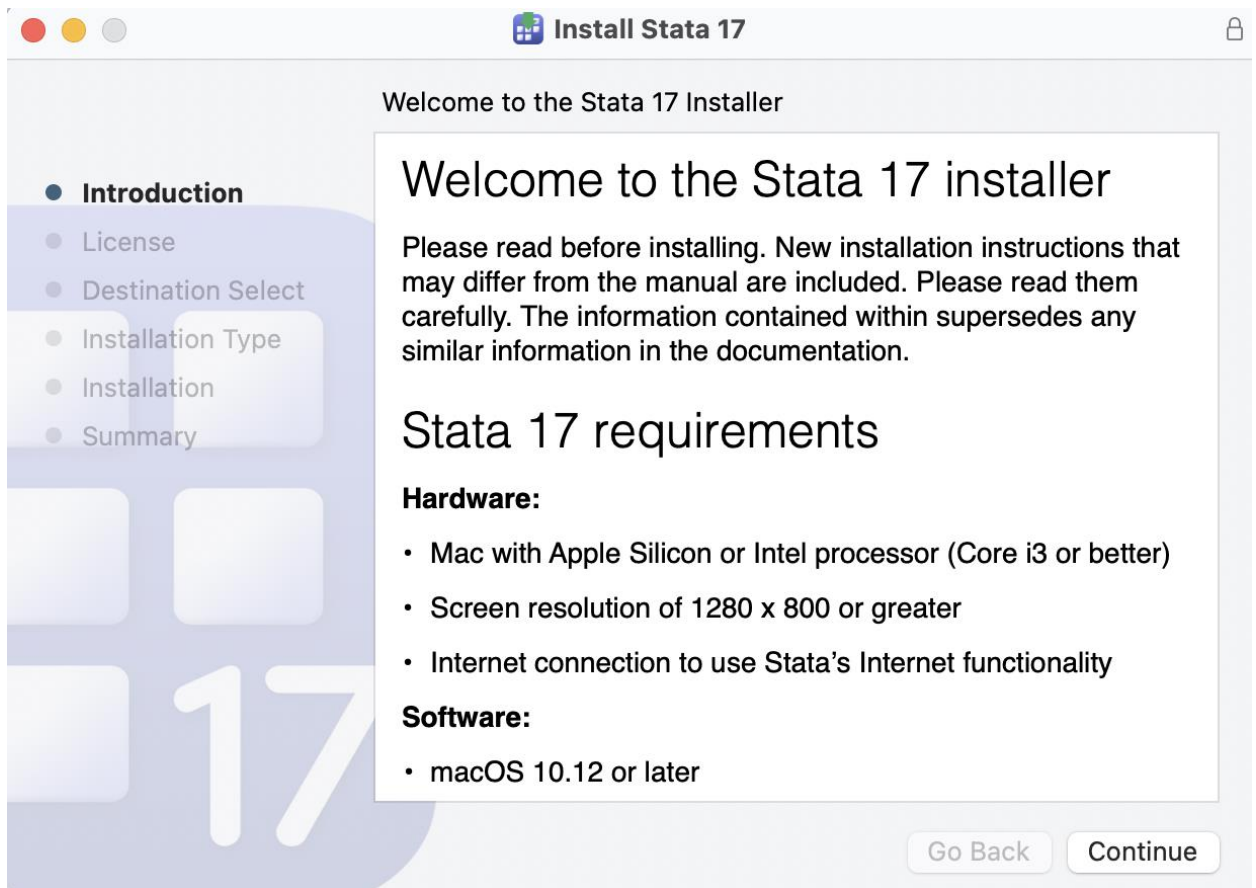 Install Stata 17
Welcome to the Stata 17 Installer
Introduction
License
Destination Select
Installation Type
Installation
Summary
Welcome to the Stata 17 installer
Please read before installing. New installation instructions that
may differ from the manual are included. Please read them
carefully. The information contained within supersedes any
similar information in the documentation.
Stata 17 requirements
Hardware:
• Mac with Apple Silicon or Intel processor (Core i3 or better)
• Screen resolution of 1280 x 800 or greater
• Internet connection to use Stata's Internet functionality
Software:
• macOS 10.12 or later
17
Go Back
Continue